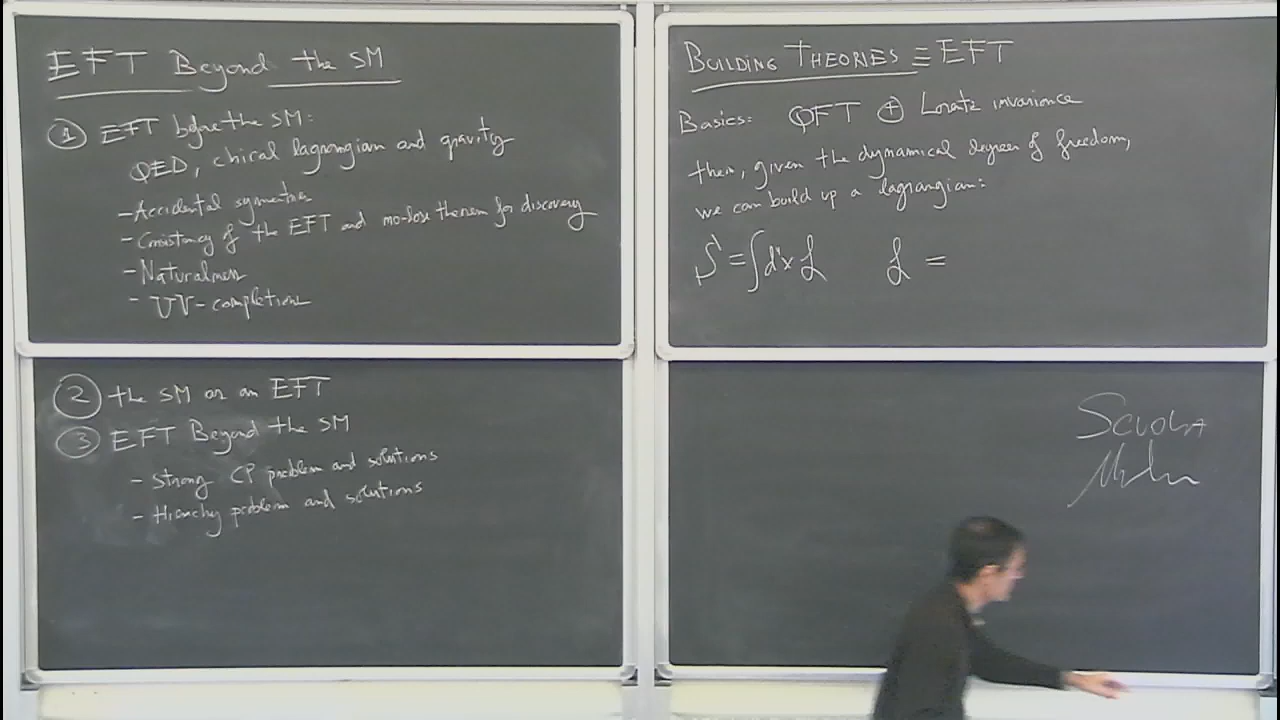 EFT Beyond the SM
① EFT before the SM:
QED, chiral lagrangian and gravity
- Accidental symmetries
- Consistency of the EFT and no-lose theorem for discovery
- Naturalness
- UV-completions
② the SM as an EFT
③ EFT Beyond the SM
- Strong CP problem and solutions
- Hierarchy problem and solutions
BUILDING THEORIES ≡ EFT
Basics: QFT ⊕ Lorentz invariance
then, given the dynamical degrees of freedom,
we can build up a lagrangian:
S = ∫d⁴x ℒ ℒ =